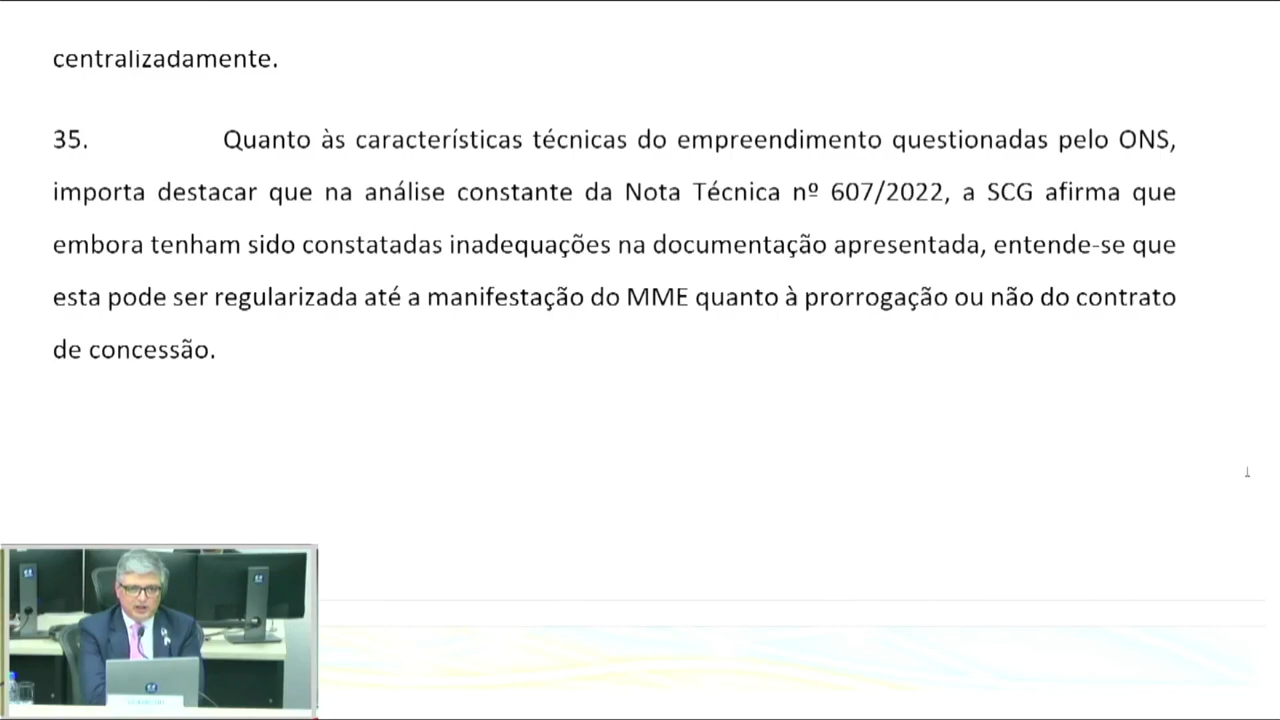 centralizadamente.
35. Quanto às características técnicas do empreendimento questionadas pelo ONS,
importa destacar que na análise constante da Nota Técnica nº 607/2022, a SCG afirma que
embora tenham sido constatadas inadequações na documentação apresentada, entende-se que
esta pode ser regularizada até a manifestação do MME quanto à prorrogação ou não do contrato
de concessão.